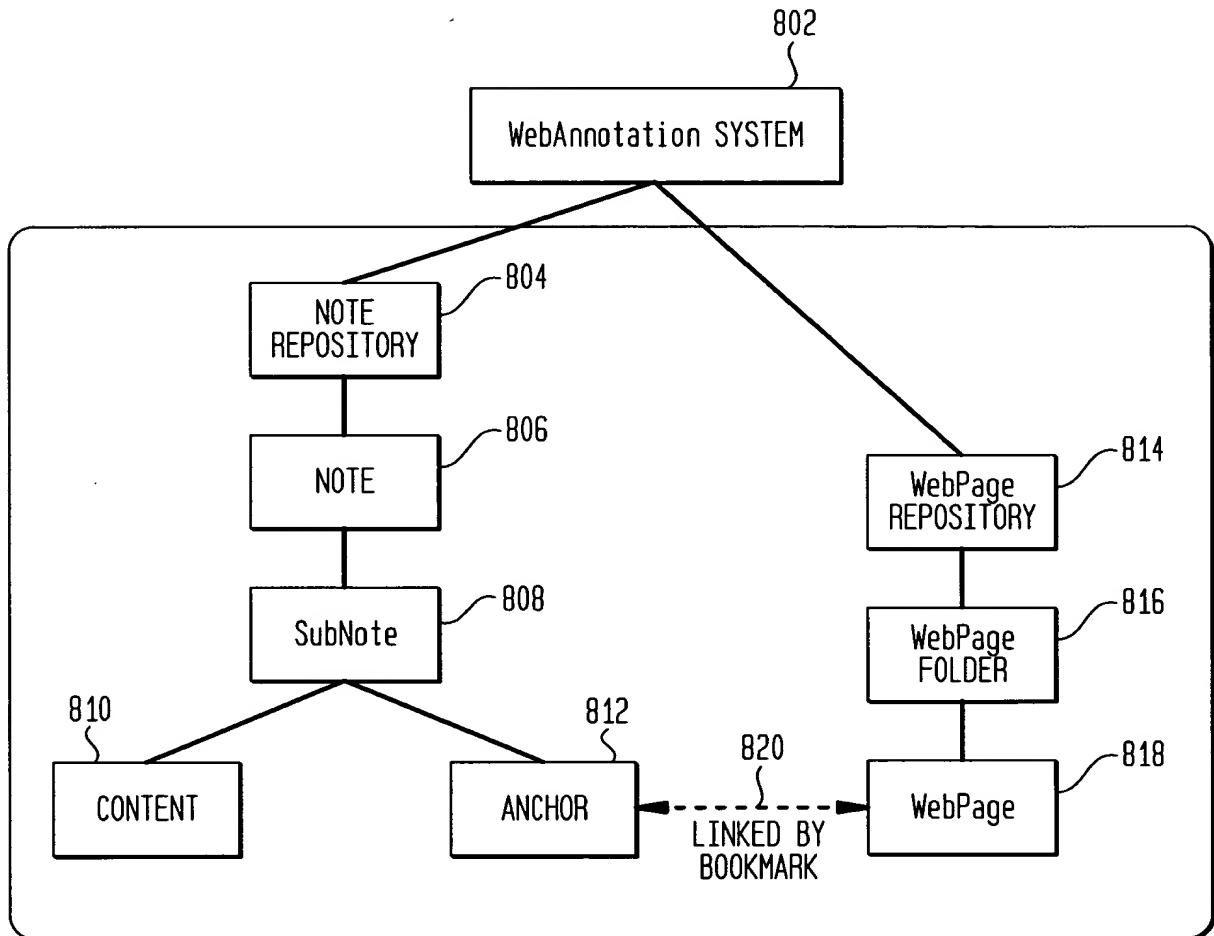 802
WebAnnotation SYSTEM
804
NOTE
REPOSITORY
806
NOTE
814
WebPage
REPOSITORY
808
SubNote
816
WebPage
FOLDER
810
812
820
818
CONTENT
ANCHOR
LINKED BY
BOOKMARK
WebPage